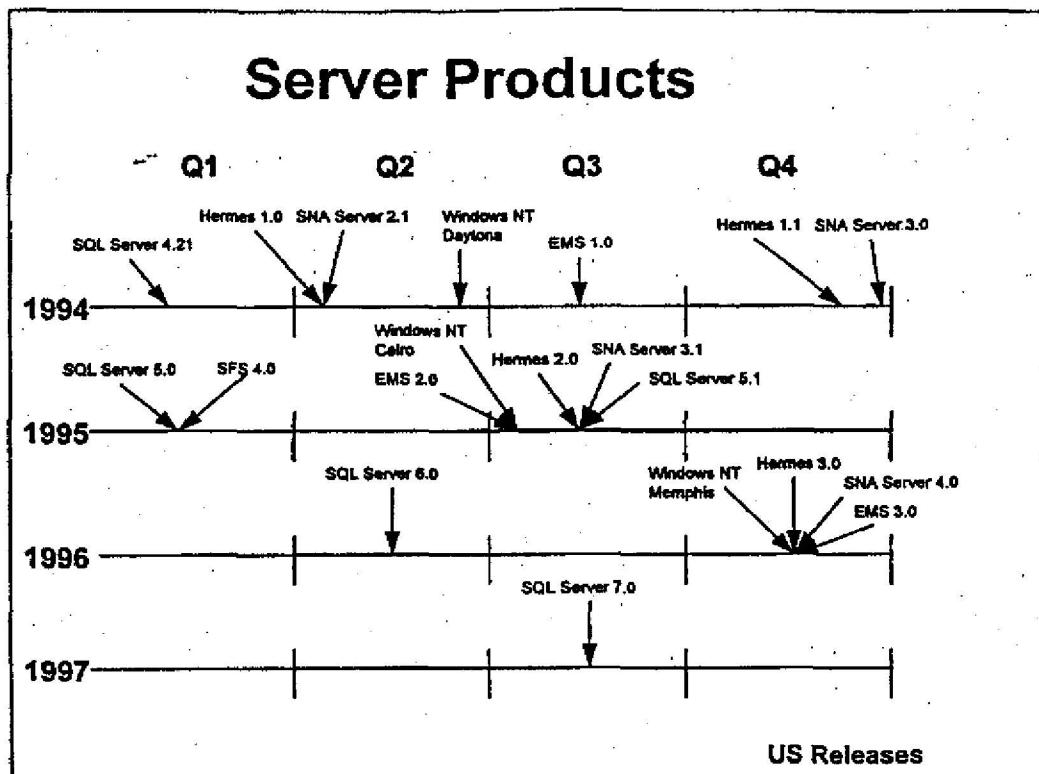 Server Products
Q1 Q2 Q3 Q4
Hermes 1.0 SNA Server 2.1 Windows NT
Daytona
Hermes 1.1 SNA Server 3.0
SQL Server 4.21
EMS 1.0
1994
Windows NT
Cairo
Hermes 2.0 SNA Server 3.1
SQL Server 5.0 SFS 4.0
EMS 2.0 SQL Server 5.1
1995
SQL Server 6.0
Windows NT
Memphis
Hermes 3.0
SNA Server 4.0
EMS 3.0
1996
SQL Server 7.0
1997
US Releases